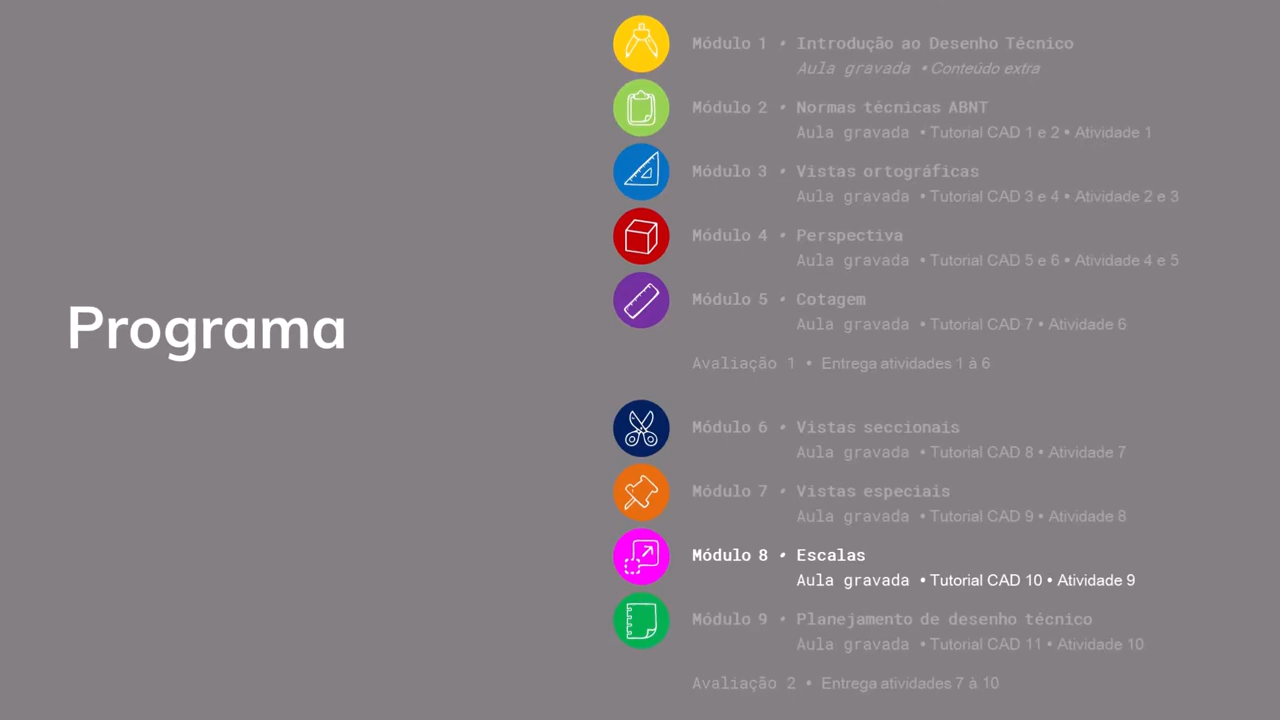 Programa
Módulo 1 • Introdução ao Desenho Técnico
Aula gravada • Conteúdo extra
Módulo 2 • Normas técnicas ABNT
Aula gravada • Tutorial CAD 1 e 2 • Atividade 1
Módulo 3 • Vistas ortográficas
Aula gravada • Tutorial CAD 3 e 4 • Atividade 2 e 3
Módulo 4 • Perspectiva
Aula gravada • Tutorial CAD 5 e 6 • Atividade 4 e 5
Módulo 5 • Cotagem
Aula gravada • Tutorial CAD 7 • Atividade 6
Avaliação 1 • Entrega atividades 1 à 6
Módulo 6 • Vistas seccionais
Aula gravada • Tutorial CAD 8 • Atividade 7
Módulo 7 • Vistas especiais
Aula gravada • Tutorial CAD 9 • Atividade 8
Módulo 8 • Escalas
Aula gravada • Tutorial CAD 10 • Atividade 9
Módulo 9 • Planejamento de desenho técnico
Aula gravada • Tutorial CAD 11 • Atividade 10
Avaliação 2 • Entrega atividades 7 à 10